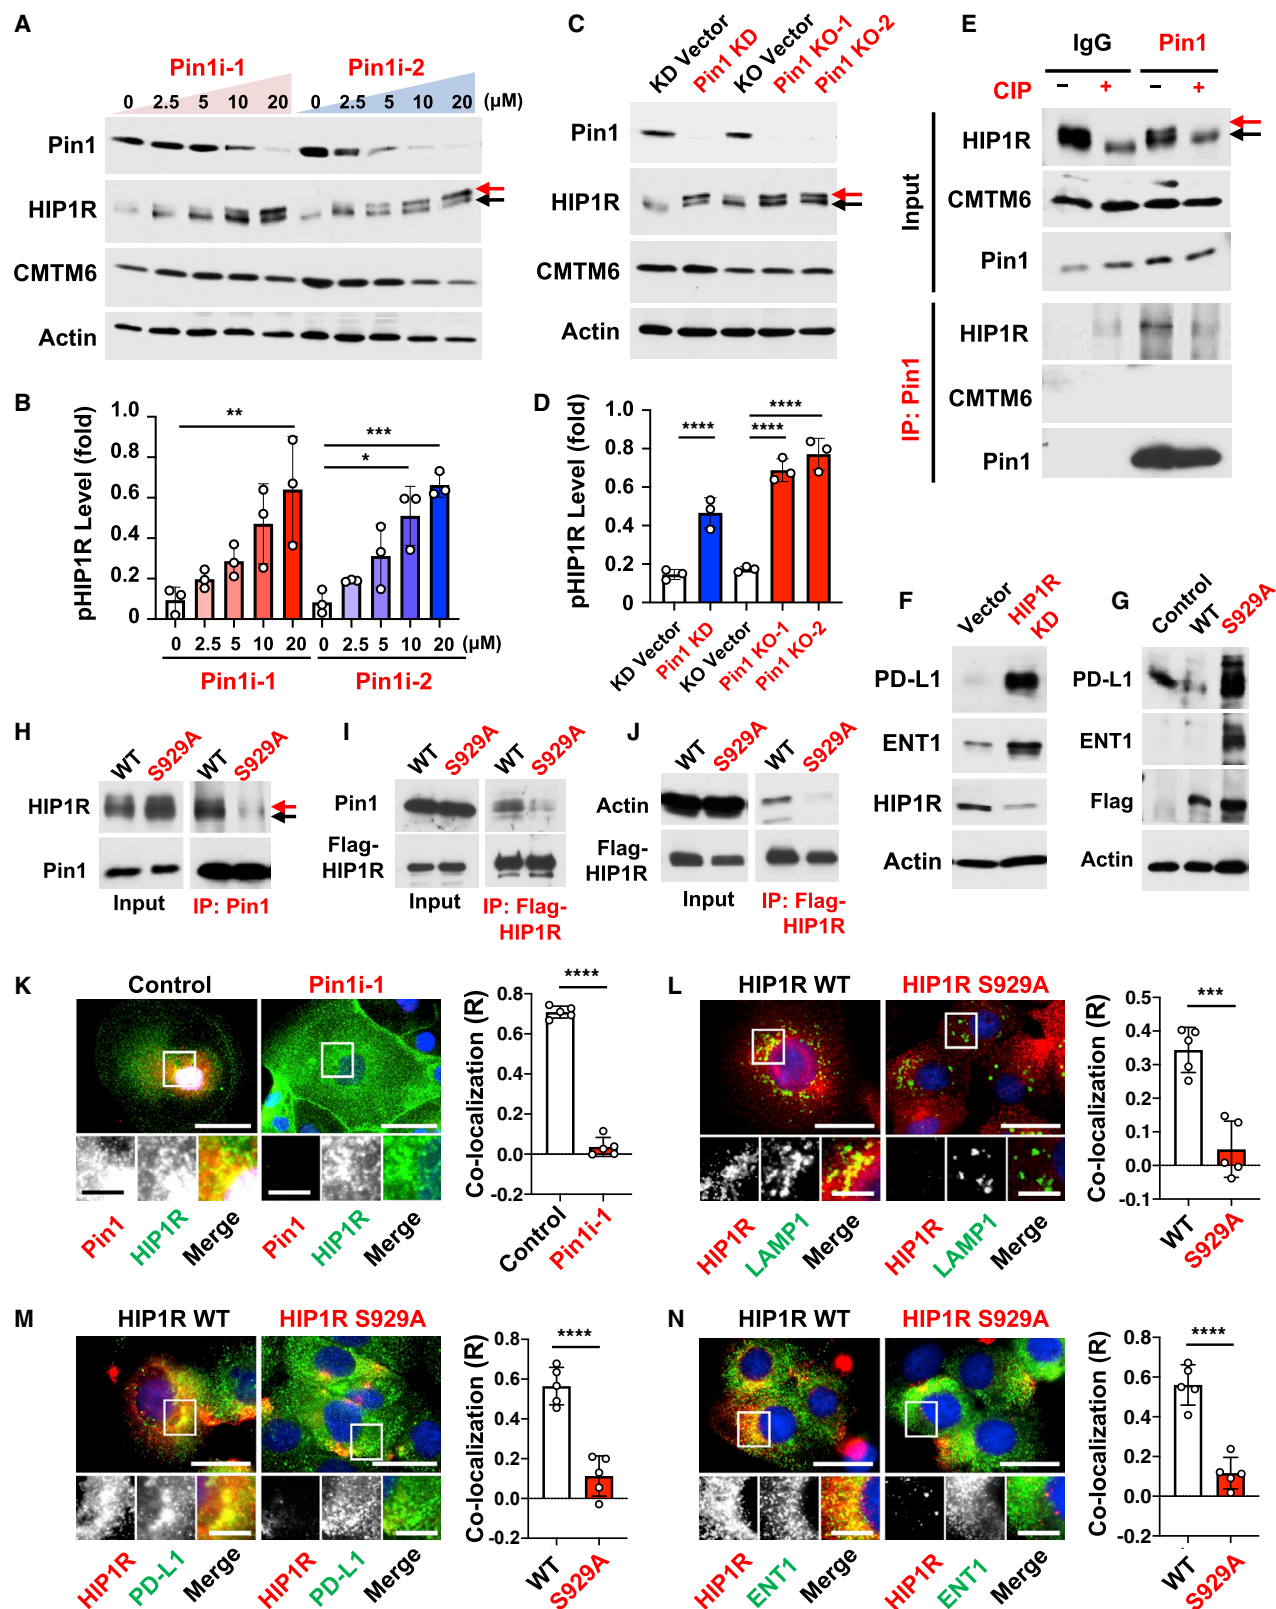 A
Pin1i-1 Pin1i-2
0 2.5 5 10 20 0 2.5 5 10 20 (μM)
Pin1
HIP1R
CMTM6
Actin
B
pHIP1R Level (fold)
1.0
0.8
0.6
0.4
0.2
0
**
***
*
0 2.5 5 10 20 0 2.5 5 10 20 (μM)
Pin1i-1 Pin1i-2
C
KD Vector
Pin1 KD
KO Vector
Pin1 KO-1
Pin1 KO-2
Pin1
HIP1R
CMTM6
Actin
D
pHIP1R Level (fold)
1.0
0.8
0.6
0.4
0.2
0
****
****
****
KD Vector
Pin1 KD
KO Vector
Pin1 KO-1
Pin1 KO-2
E
IgG Pin1
CIP − + − +
Input
HIP1R
CMTM6
Pin1
IP: Pin1
HIP1R
CMTM6
Pin1
F
Vector
HIP1R
KD
PD-L1
ENT1
HIP1R
Actin
G
Control
WT
S929A
PD-L1
ENT1
Flag
Actin
H
WT
S929A
WT
S929A
HIP1R
Pin1
Input IP: Pin1
I
WT
S929A
WT
S929A
Pin1
Flag-
HIP1R
Input IP: Flag-
HIP1R
J
WT
S929A
WT
S929A
Actin
Flag-
HIP1R
Input IP: Flag-
HIP1R
K
Control Pin1i-1
Pin1
HIP1R
Merge
Pin1
HIP1R
Merge
Co-localization (R)
0.8
0.6
0.4
0.2
0.0
-0.2
****
Control
Pin1i-1
L
HIP1R WT HIP1R S929A
HIP1R
LAMP1
Merge
HIP1R
LAMP1
Merge
Co-localization (R)
0.5
0.4
0.3
0.2
0.1
0.0
-0.1
***
WT
S929A
M
HIP1R WT HIP1R S929A
HIP1R
PD-L1
Merge
HIP1R
PD-L1
Merge
Co-localization (R)
0.8
0.6
0.4
0.2
0.0
-0.2
****
WT
S929A
N
HIP1R WT HIP1R S929A
HIP1R
ENT1
Merge
HIP1R
ENT1
Merge
Co-localization (R)
0.8
0.6
0.4
0.2
0.0
-0.2
****
WT
S929A